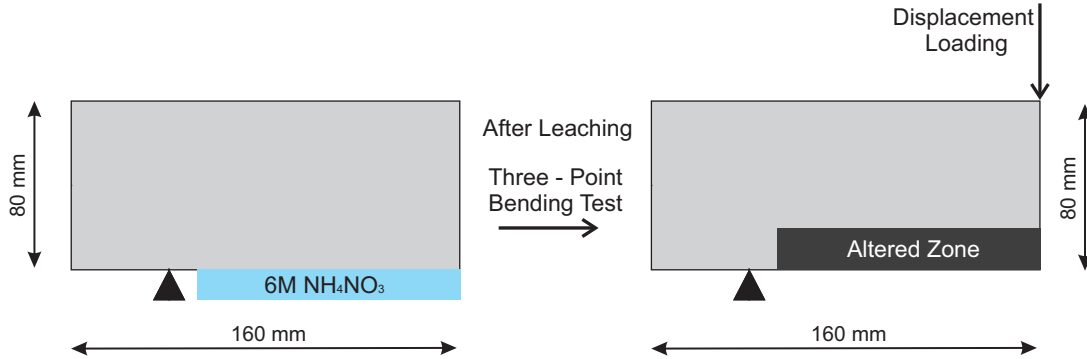 Displacement
Loading
80 mm
After Leaching
Three - Point
Bending Test
80 mm
Altered Zone
6M NH₄NO₃
160 mm
160 mm